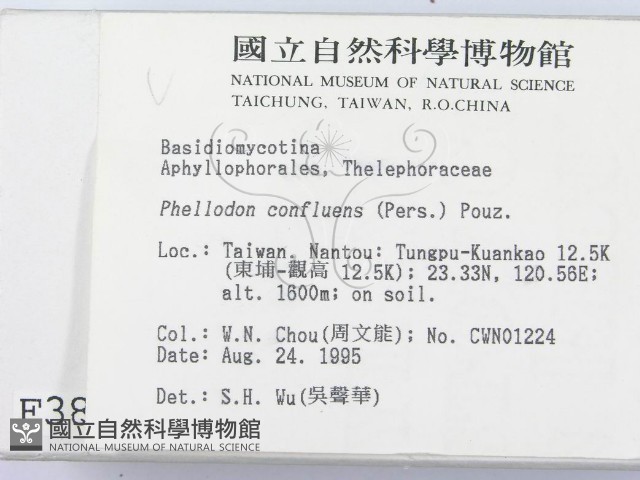 國立自然科學博物館
NATIONAL MUSEUM OF NATURAL SCIENCE
TAICHUNG, TAIWAN, R.O.CHINA
Basidiomycotina
Aphyllophorales, Thelephoraceae
Phellodon confluens (Pers.) Pouz.
Loc.: Taiwan. Nantou: Tungpu-Kuankao 12.5K
(東埔-觀高 12.5K); 23.33N, 120.56E;
alt. 1600m; on soil.
Col.: W.N. Chou(周文能); No. CWN01224
Date: Aug. 24. 1995
Det.: S.H. Wu(吳聲華)
F38
國立自然科學博物館
NATIONAL MUSEUM OF NATURAL SCIENCE